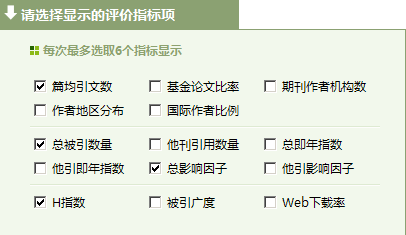 请选择显示的评价指标项
每次最多选取6个指标显示
篇均引文数 基金论文比率 期刊作者机构数
作者地区分布 国际作者比例
总被引数量 他刊引用数量 总即年指数
他引即年指数 总影响因子 他引影响因子
H指数 被引广度 Web下载率